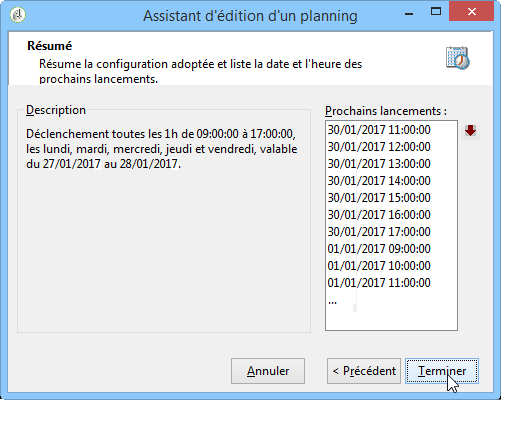 Assistant d'édition d'un planning
Résumé
Résume la configuration adoptée et liste la date et l'heure des
prochains lancements.
Description
Déclenchement toutes les 1h de 09:00:00 à 17:00:00,
les lundi, mardi, mercredi, jeudi et vendredi, valable
du 27/01/2017 au 28/01/2017.
Prochains lancements :
30/01/2017 11:00:00
30/01/2017 12:00:00
30/01/2017 13:00:00
30/01/2017 14:00:00
30/01/2017 15:00:00
30/01/2017 16:00:00
30/01/2017 17:00:00
01/01/2017 09:00:00
01/01/2017 10:00:00
01/01/2017 11:00:00
...
Annuler
< Précédent
Terminer